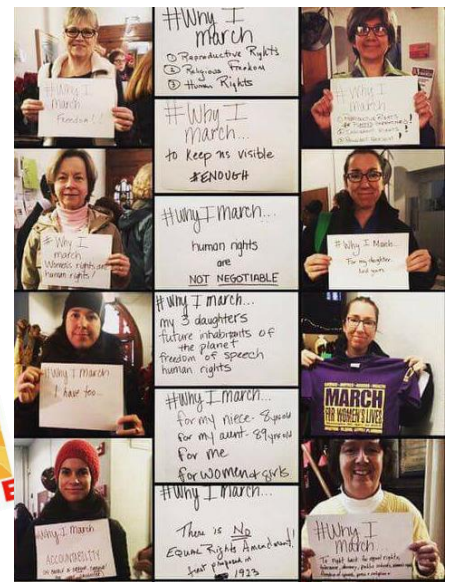 #Why I
march
Freedom!!
#Why I
march
① Reproductive Rights
② Religious Freedom
③ Human Rights
#Why I
march
#Why I
march...
to keep us visible
#ENOUGH
#Why I
march
Women's rights are
human rights!
#Why I March...
For my daughter.
And yours
#Why I march...
human rights
are
NOT NEGOTIABLE
#Why I march
I have too...
#Why I march...
my 3 daughters
future inhabitants of
the planet
freedom of speech
human rights
MARCH
FOR WOMEN'S LIVES
#Why I march...
for my niece - 8 yrs old
for my aunt - 89 yrs old
for me
for women & girls
#Why I March
ACCOUNTABILITY
#Why I march...
There is NO
Equal Rights Amendment!!
first proposed in
1923
#Why I
march...
E